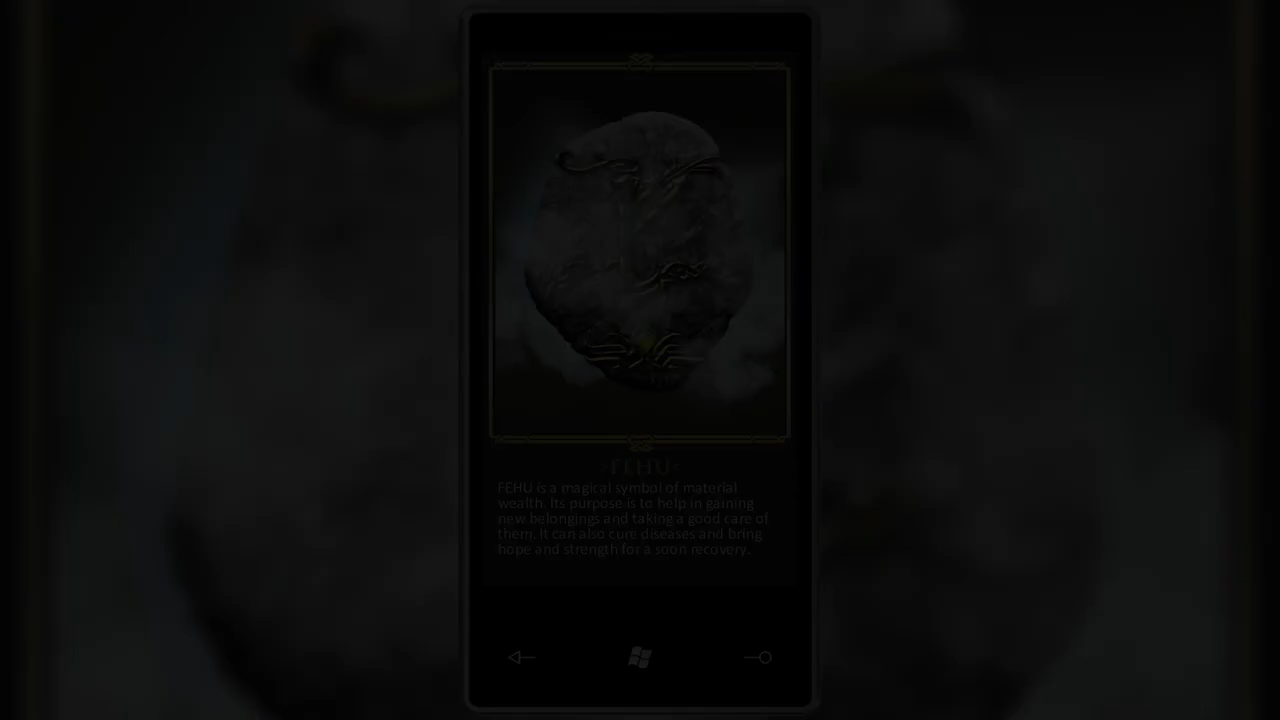 >FEHU<
FEHU is a magical symbol of material
wealth. Its purpose is to help in gaining
new belongings and taking a good care of
them. It can also cure diseases and bring
hope and strength for a soon recovery.